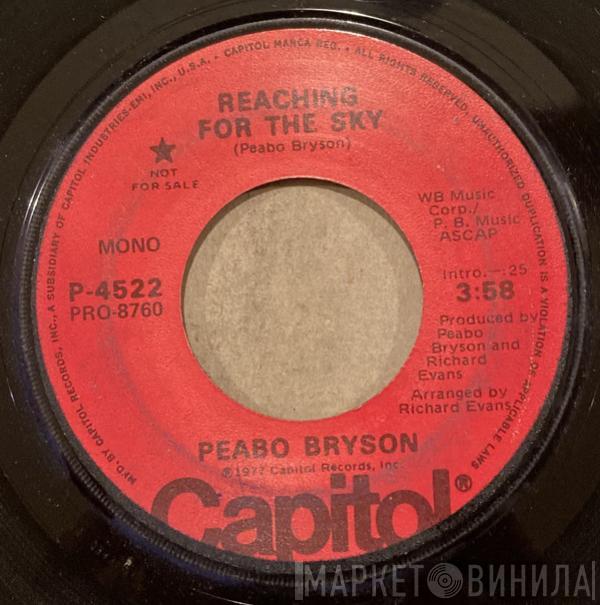 MFD. BY CAPITOL RECORDS, INC., A SUBSIDIARY OF CAPITOL INDUSTRIES-EMI, INC., U.S.A. • CAPITOL MARCA REG. • ALL RIGHTS RESERVED. UNAUTHORIZED DUPLICATION IS A VIOLATION OF APPLICABLE LAWS
REACHING
FOR THE SKY
(Peabo Bryson)
NOT
FOR SALE
WB Music
Corp./
P. B. Music
ASCAP
MONO
Intro.—:25
P-4522
3:58
PRO-8760
Produced by
Peabo
Bryson and
Richard
Evans
Arranged by
Richard Evans
PEABO BRYSON
℗1977 Capitol Records, Inc.
Capitol®
МАРКЕТ ВИНИЛА